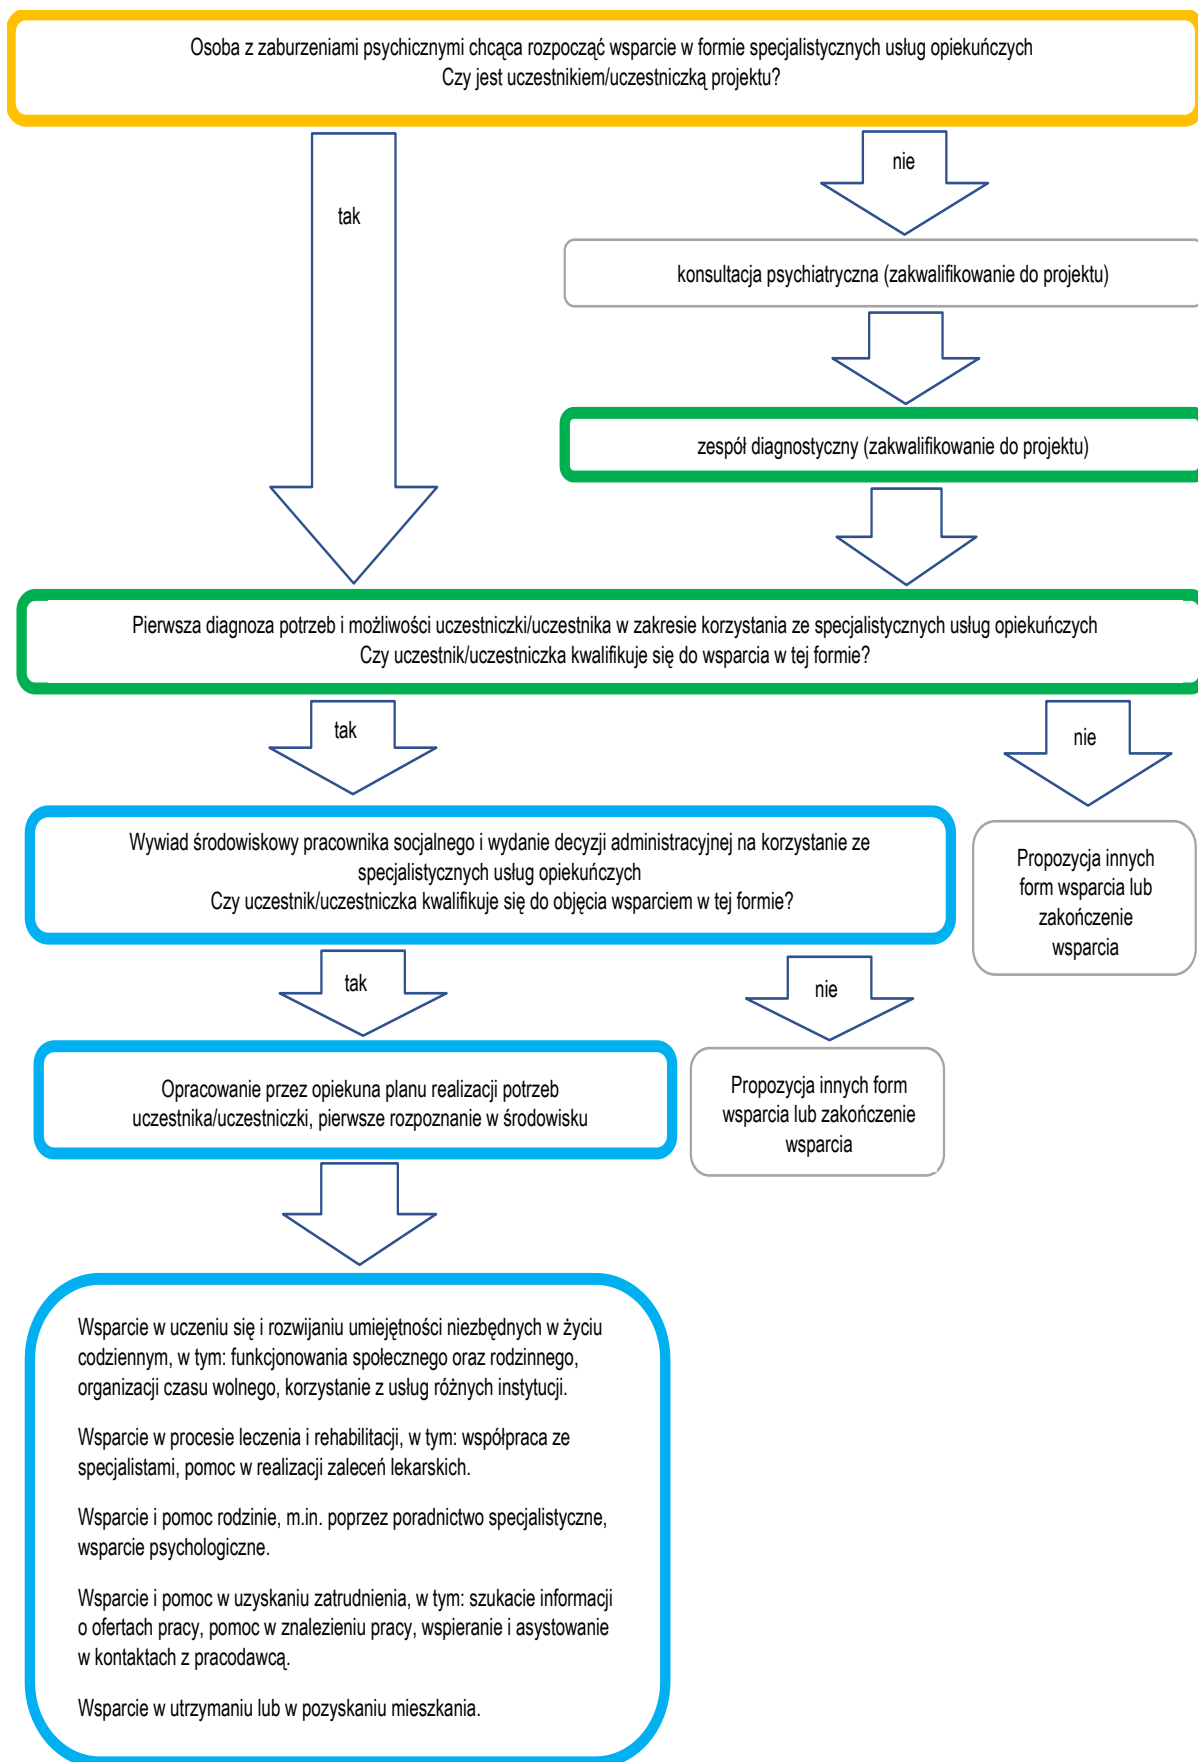 Osoba z zaburzeniami psychicznymi chcąca rozpocząć wsparcie w formie specjalistycznych usług opiekuńczych
Czy jest uczestnikiem/uczestniczką projektu?
nie
tak
konsultacja psychiatryczna (zakwalifikowanie do projektu)
zespół diagnostyczny (zakwalifikowanie do projektu)
Pierwsza diagnoza potrzeb i możliwości uczestniczki/uczestnika w zakresie korzystania ze specjalistycznych usług opiekuńczych
Czy uczestnik/uczestniczka kwalifikuje się do wsparcia w tej formie?
tak
nie
Wywiad środowiskowy pracownika socjalnego i wydanie decyzji administracyjnej na korzystanie ze
specjalistycznych usług opiekuńczych
Czy uczestnik/uczestniczka kwalifikuje się do objęcia wsparciem w tej formie?
Propozycja innych
form wsparcia lub
zakończenie
wsparcia
tak
nie
Opracowanie przez opiekuna planu realizacji potrzeb
uczestnika/uczestniczki, pierwsze rozpoznanie w środowisku
Propozycja innych form
wsparcia lub zakończenie
wsparcia
Wsparcie w uczeniu się i rozwijaniu umiejętności niezbędnych w życiu
codziennym, w tym: funkcjonowania społecznego oraz rodzinnego,
organizacji czasu wolnego, korzystanie z usług różnych instytucji.
Wsparcie w procesie leczenia i rehabilitacji, w tym: współpraca ze
specjalistami, pomoc w realizacji zaleceń lekarskich.
Wsparcie i pomoc rodzinie, m.in. poprzez poradnictwo specjalistyczne,
wsparcie psychologiczne.
Wsparcie i pomoc w uzyskaniu zatrudnienia, w tym: szukacie informacji
o ofertach pracy, pomoc w znalezieniu pracy, wspieranie i asystowanie
w kontaktach z pracodawcą.
Wsparcie w utrzymaniu lub w pozyskaniu mieszkania.